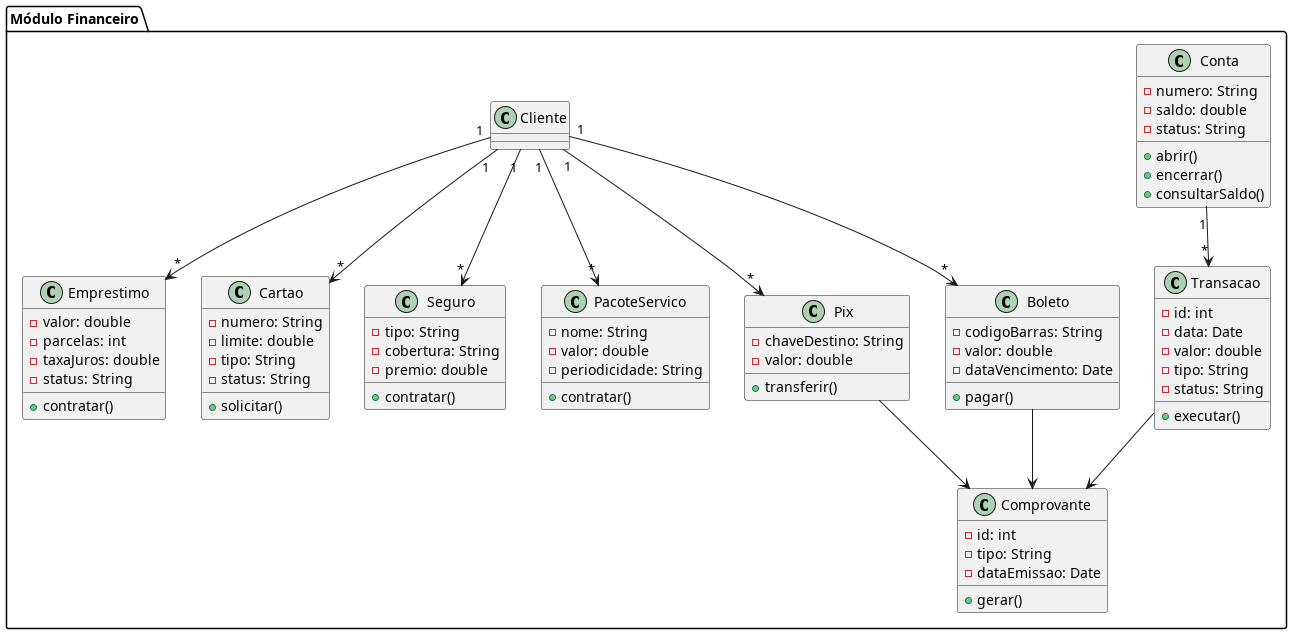 Módulo Financeiro
C Conta
numero: String
saldo: double
status: String
abrir()
encerrar()
consultarSaldo()
C Cliente
1
1
1
1
1
1
1
*
*
*
*
*
*
*
C Emprestimo
valor: double
parcelas: int
taxaJuros: double
status: String
contratar()
C Cartao
numero: String
limite: double
tipo: String
status: String
solicitar()
C Seguro
tipo: String
cobertura: String
premio: double
contratar()
C PacoteServico
nome: String
valor: double
periodicidade: String
contratar()
C Pix
chaveDestino: String
valor: double
transferir()
C Boleto
codigoBarras: String
valor: double
dataVencimento: Date
pagar()
C Transacao
id: int
data: Date
valor: double
tipo: String
status: String
executar()
C Comprovante
id: int
tipo: String
dataEmissao: Date
gerar()